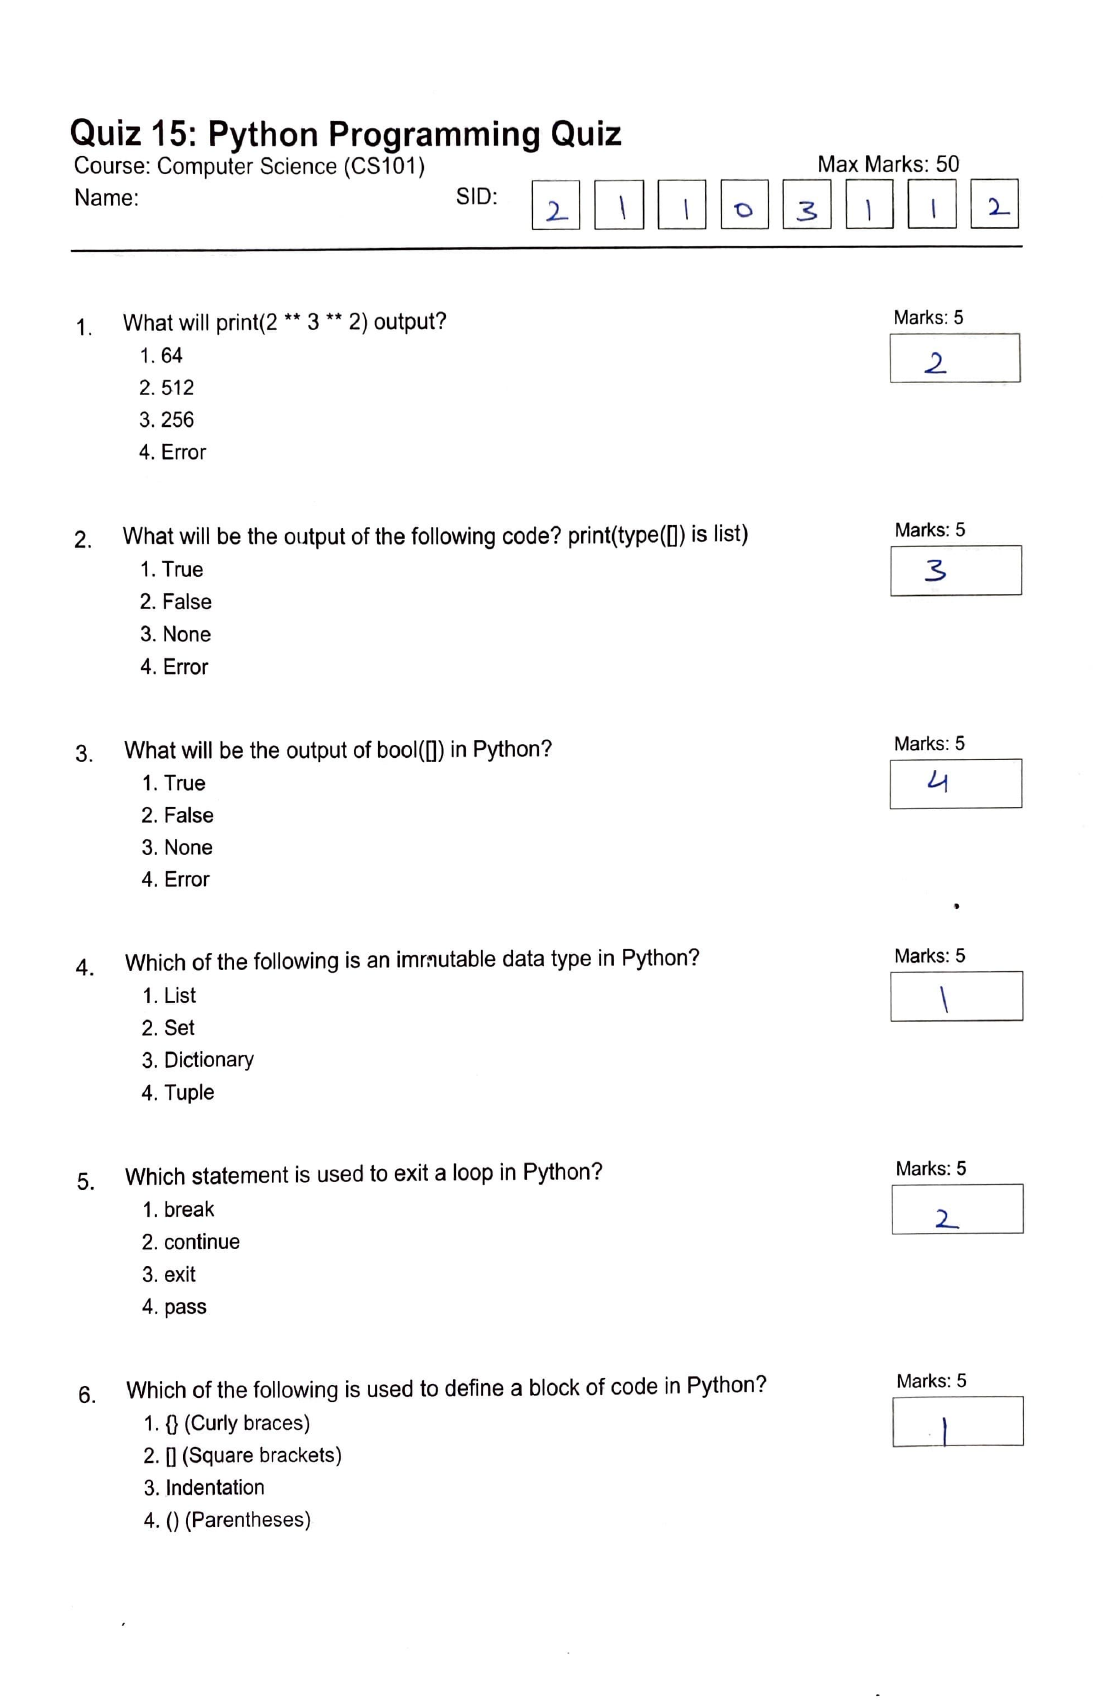 Quiz 15: Python Programming Quiz
Course: Computer Science (CS101) Max Marks: 50
Name: SID: 2 1 1 0 3 1 1 2
1. What will print(2 ** 3 ** 2) output? Marks: 5
1. 64 2
2. 512
3. 256
4. Error
2. What will be the output of the following code? print(type([]) is list) Marks: 5
1. True 3
2. False
3. None
4. Error
3. What will be the output of bool([]) in Python? Marks: 5
1. True 4
2. False
3. None
4. Error
4. Which of the following is an immutable data type in Python? Marks: 5
1. List 1
2. Set
3. Dictionary
4. Tuple
5. Which statement is used to exit a loop in Python? Marks: 5
1. break 2
2. continue
3. exit
4. pass
6. Which of the following is used to define a block of code in Python? Marks: 5
1. {} (Curly braces) 1
2. [] (Square brackets)
3. Indentation
4. () (Parentheses)